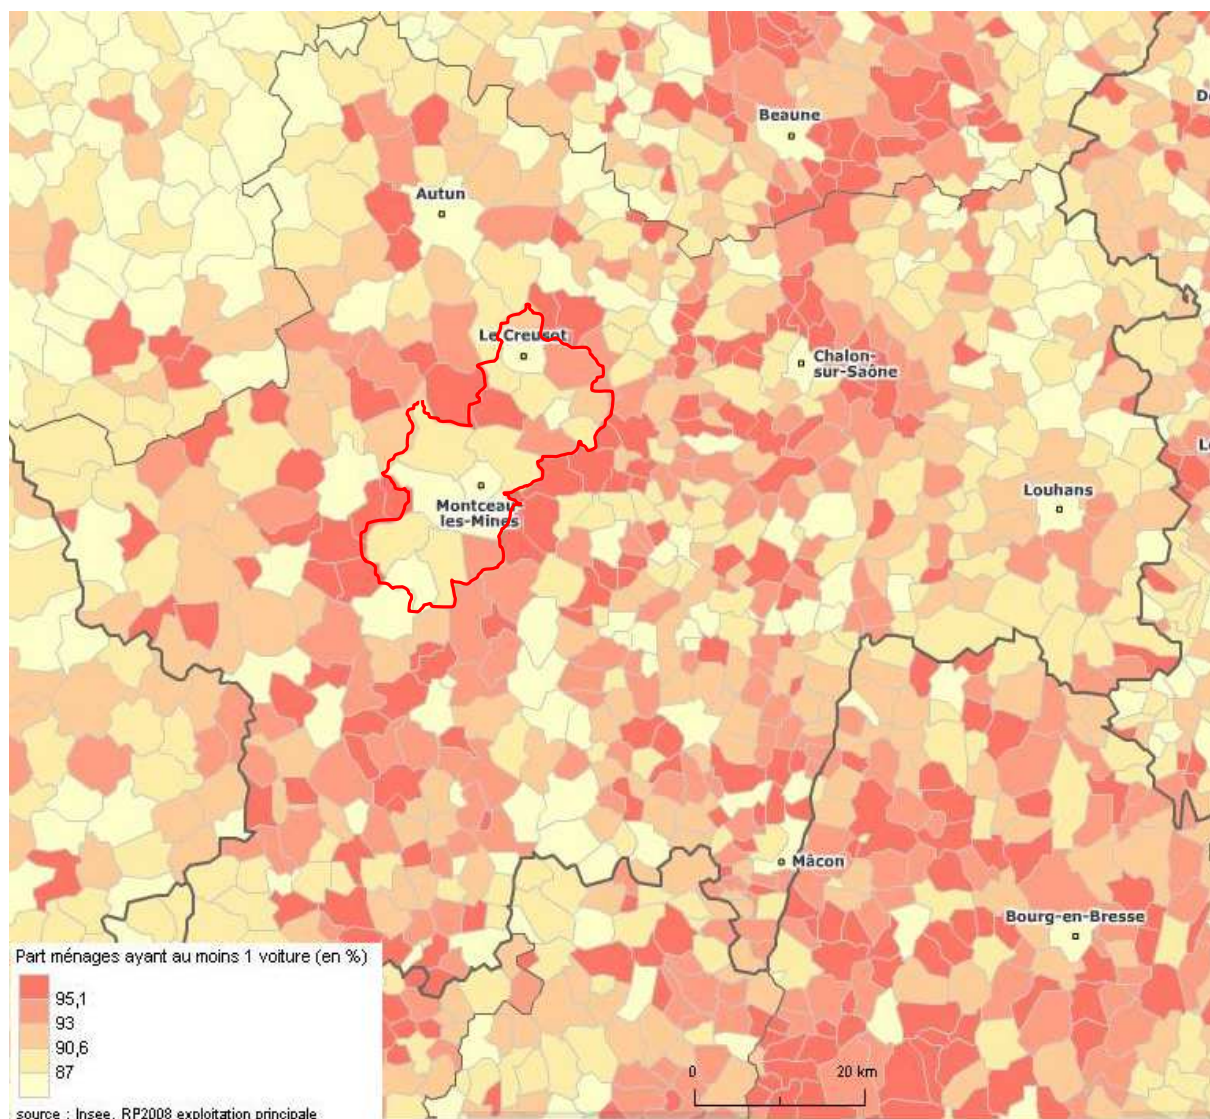 Beaune
Autun
Le Creusot
Chalon-
sur-Saône
Louhans
Montceau-
les-Mines
Mâcon
Bourg-en-Bresse
Part ménages ayant au moins 1 voiture (en %)
95,1
93
90,6
87
0
20 km
source : Insee, RP2008 exploitation principale